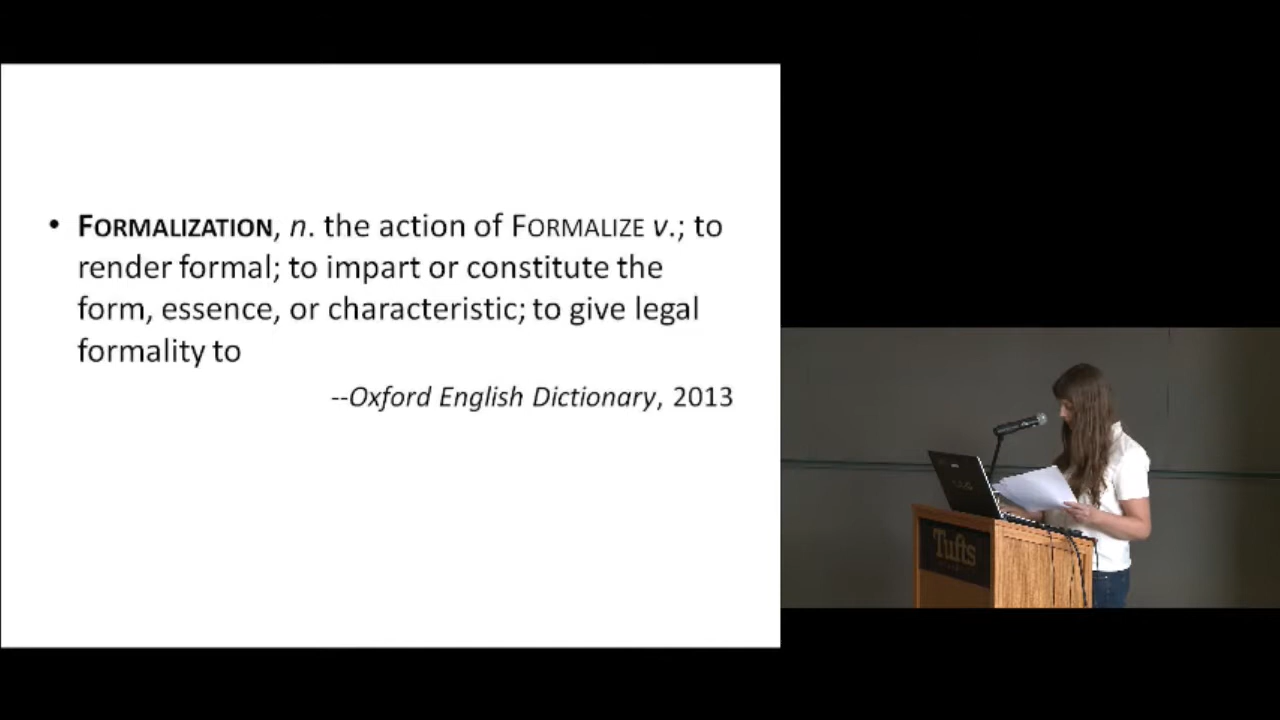 • FORMALIZATION, n. the action of FORMALIZE v.; to
render formal; to impart or constitute the
form, essence, or characteristic; to give legal
formality to
--Oxford English Dictionary, 2013
Tufts